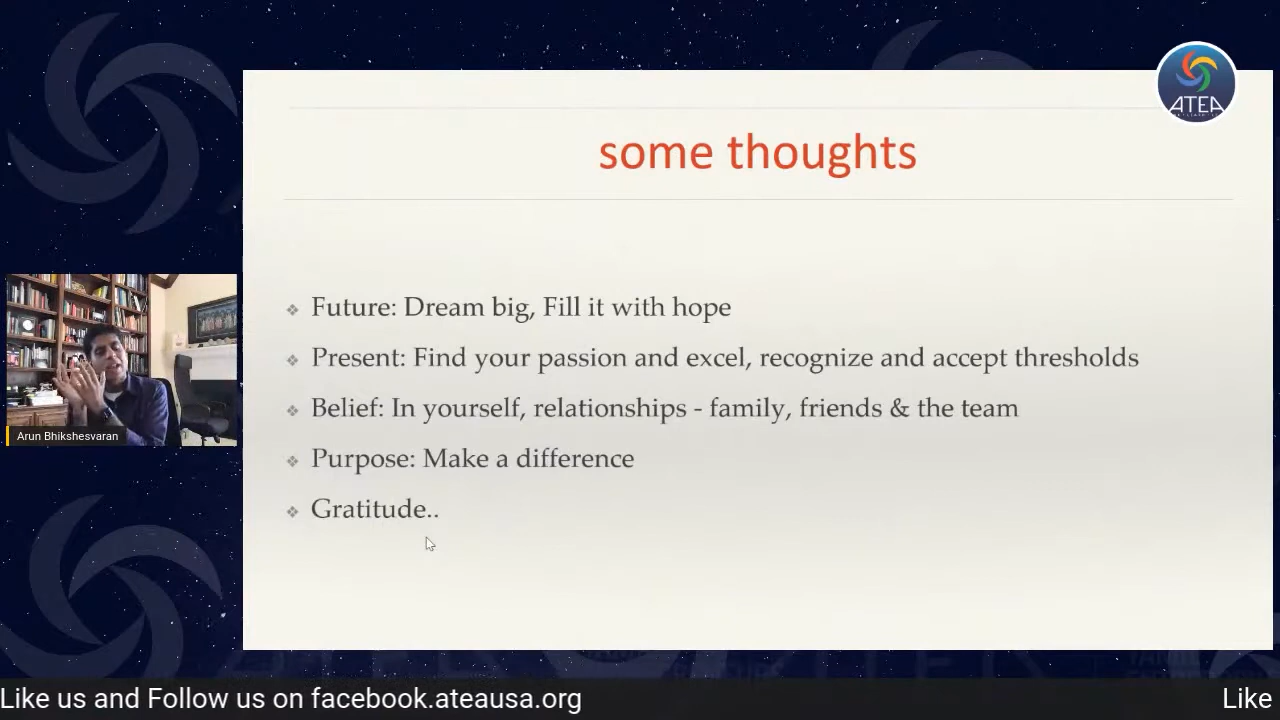 ATEA
some thoughts
Future: Dream big, Fill it with hope
Present: Find your passion and excel, recognize and accept thresholds
Belief: In yourself, relationships - family, friends & the team
Purpose: Make a difference
Gratitude..
Arun Bhikshesvaran
Like us and Follow us on facebook.ateausa.org
Like